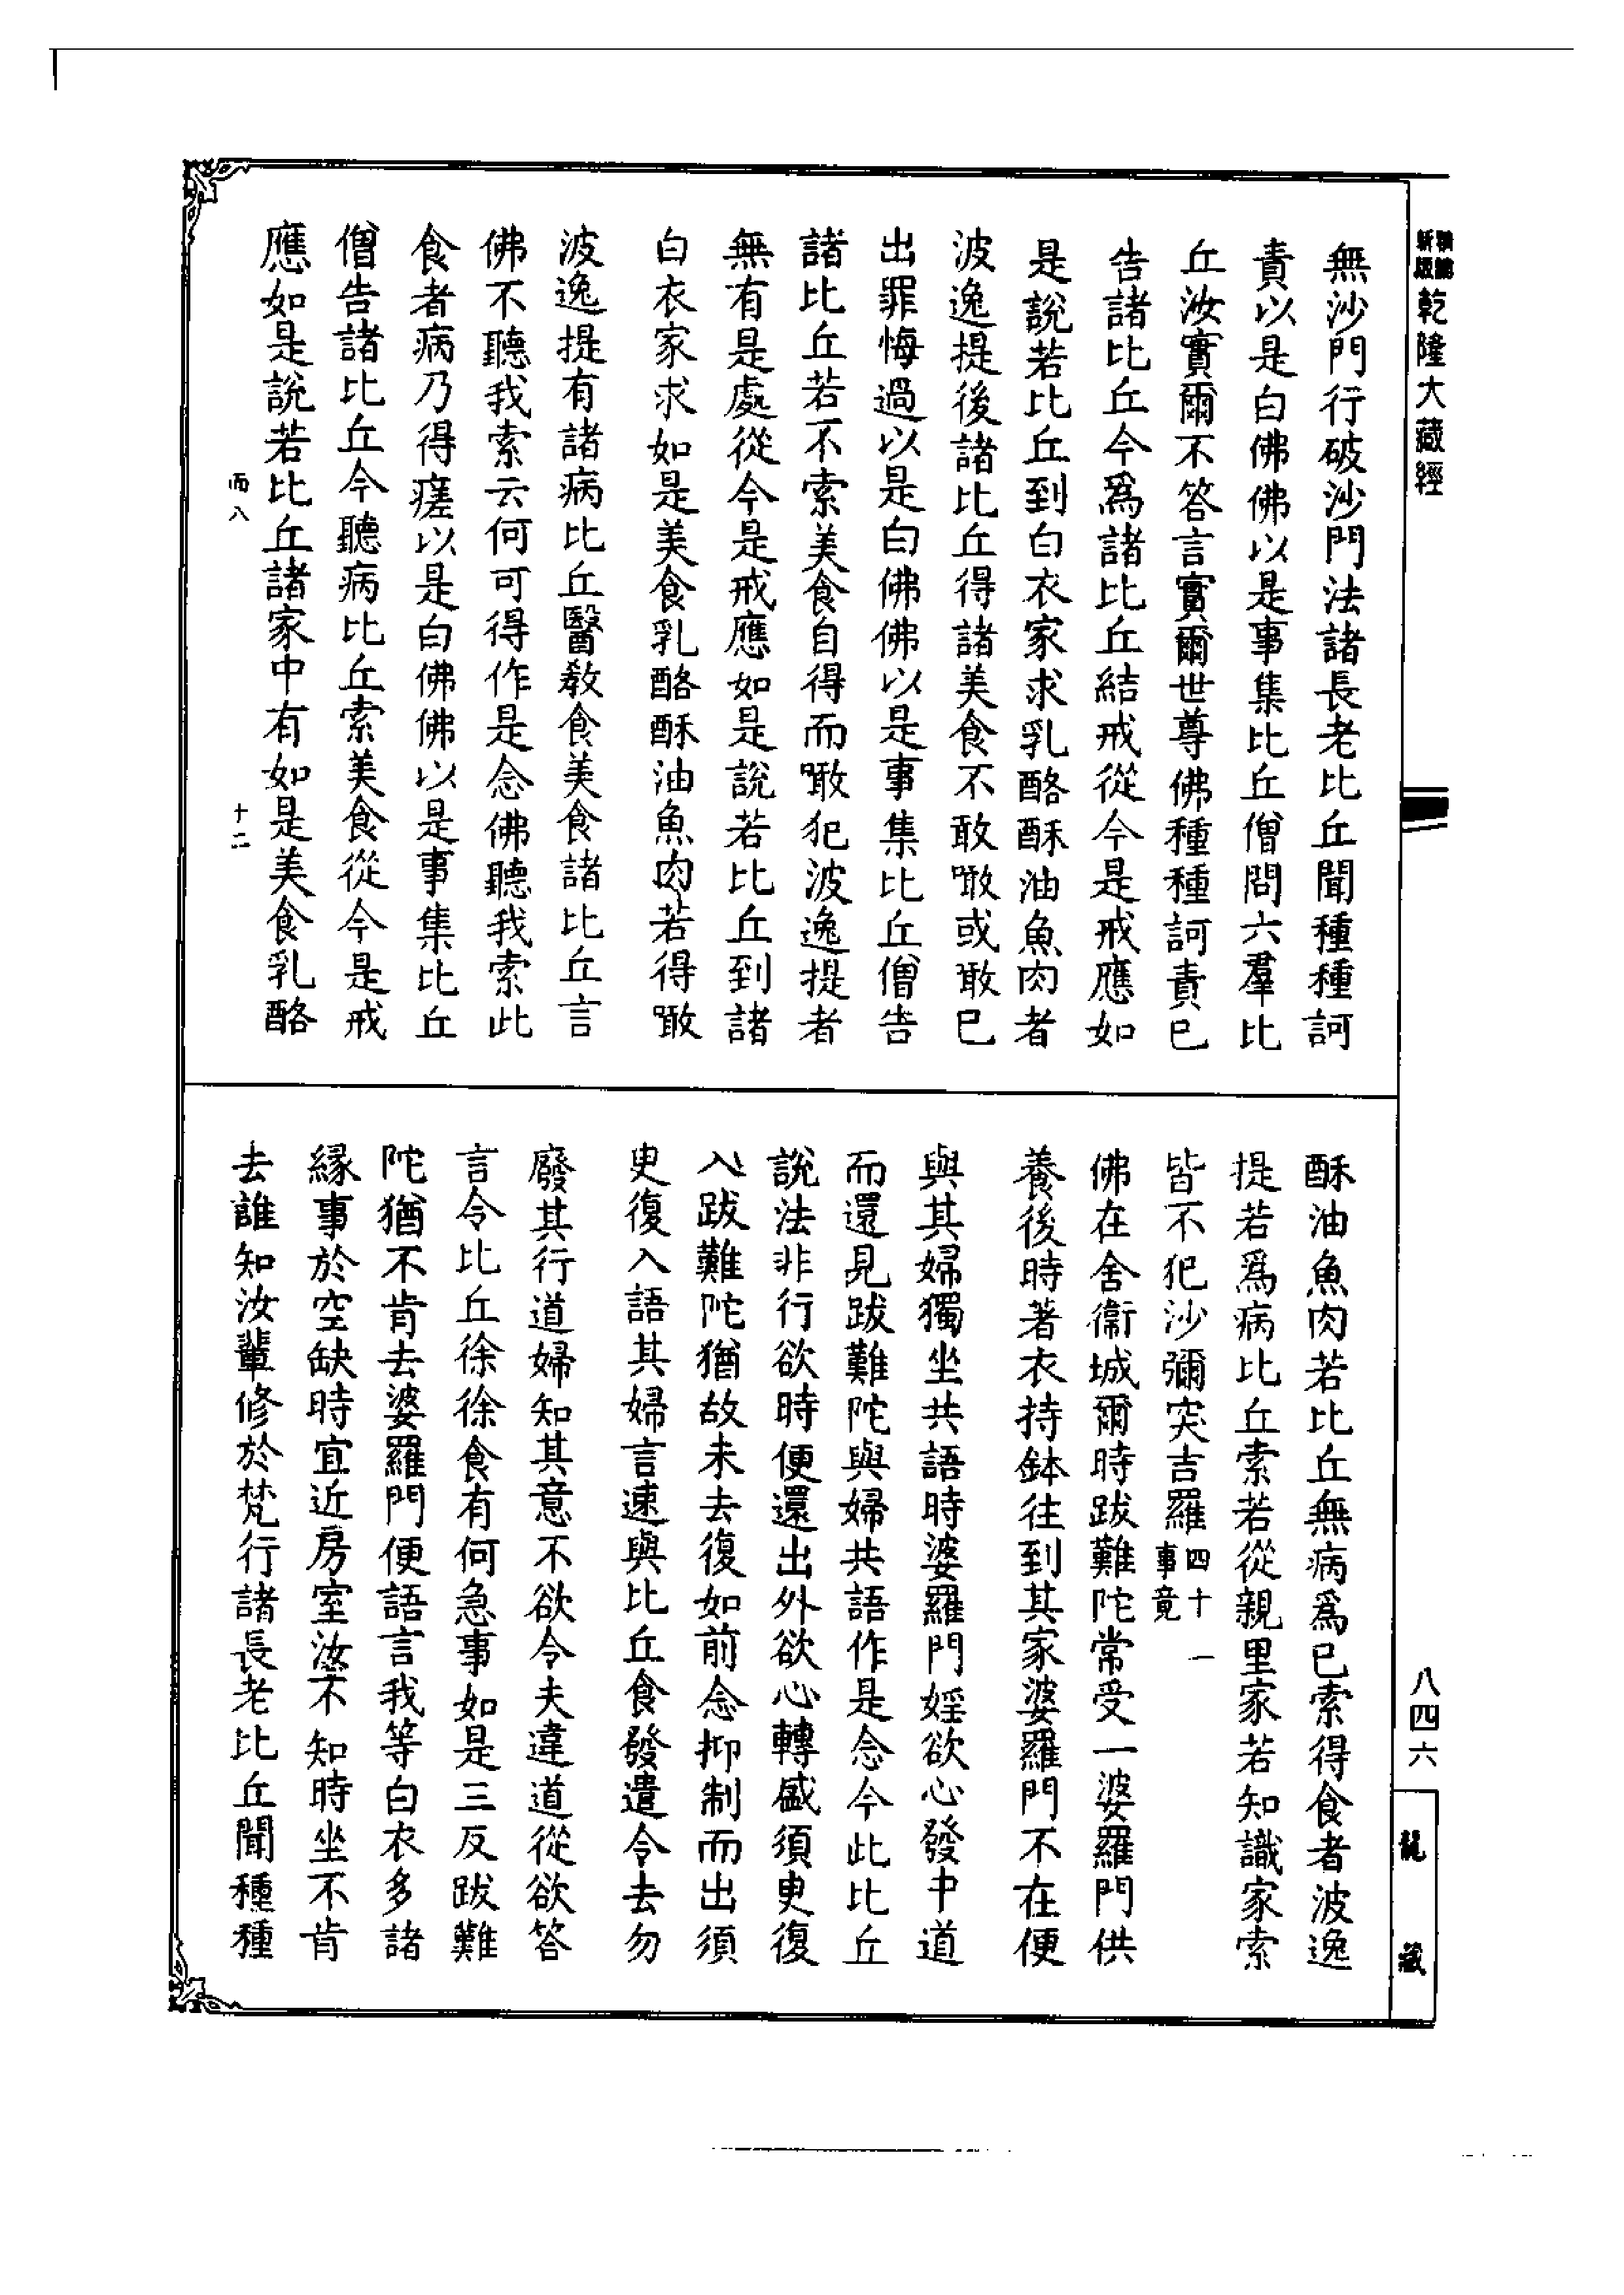 乾隆大藏經
無沙門行破沙門法諸長老比丘聞種種訶
責以是白佛佛以是事集比丘僧問六羣比
丘汝實爾不答言實爾世尊佛種種訶責已
告諸比丘今爲諸比丘結戒從今是戒應如
是說若比丘到白衣家求乳酪酥油魚肉者
波逸提後諸比丘得諸美食不敢噉或噉已
出罪悔過以是白佛佛以是事集比丘僧告
諸比丘若不索美食自得而噉犯波逸提者
無有是處從今是戒應如是說若比丘到諸
白衣家求如是美食乳酪酥油魚肉若得噉
波逸提有諸病比丘醫教食美食諸比丘言
佛不聽我索云何可得作是念佛聽我索此
食者病乃得瘥以是白佛佛以是事集比丘
僧告諸比丘今聽病比丘索美食從今是戒
應如是說若比丘諸家中有如是美食乳酪
而八 十二
酥油魚肉若比丘無病爲已索得食者波逸
提若爲病比丘索若從親里家若知識家索
皆不犯沙彌突吉羅四十一事竟
佛在舍衞城爾時跋難陀常受一婆羅門供
養後時著衣持鉢往到其家婆羅門不在便
與其婦獨坐共語時婆羅門婬欲心發中道
而還見跋難陀與婦共語作是念今此比丘
說法非行欲時便還出外欲心轉盛須臾復
入跋難陀猶故未去復如前念抑制而出須
臾復入語其婦言速與比丘食發遣令去勿
廢其行道婦知其意不欲令夫違道從欲答
言令比丘徐徐食有何急事如是三反跋難
陀猶不肯去婆羅門便語言我等白衣多諸
緣事於空缺時宜近房室汝不知時坐不肯
去誰知汝輩修於梵行諸長老比丘聞種種
八四六
龍藏